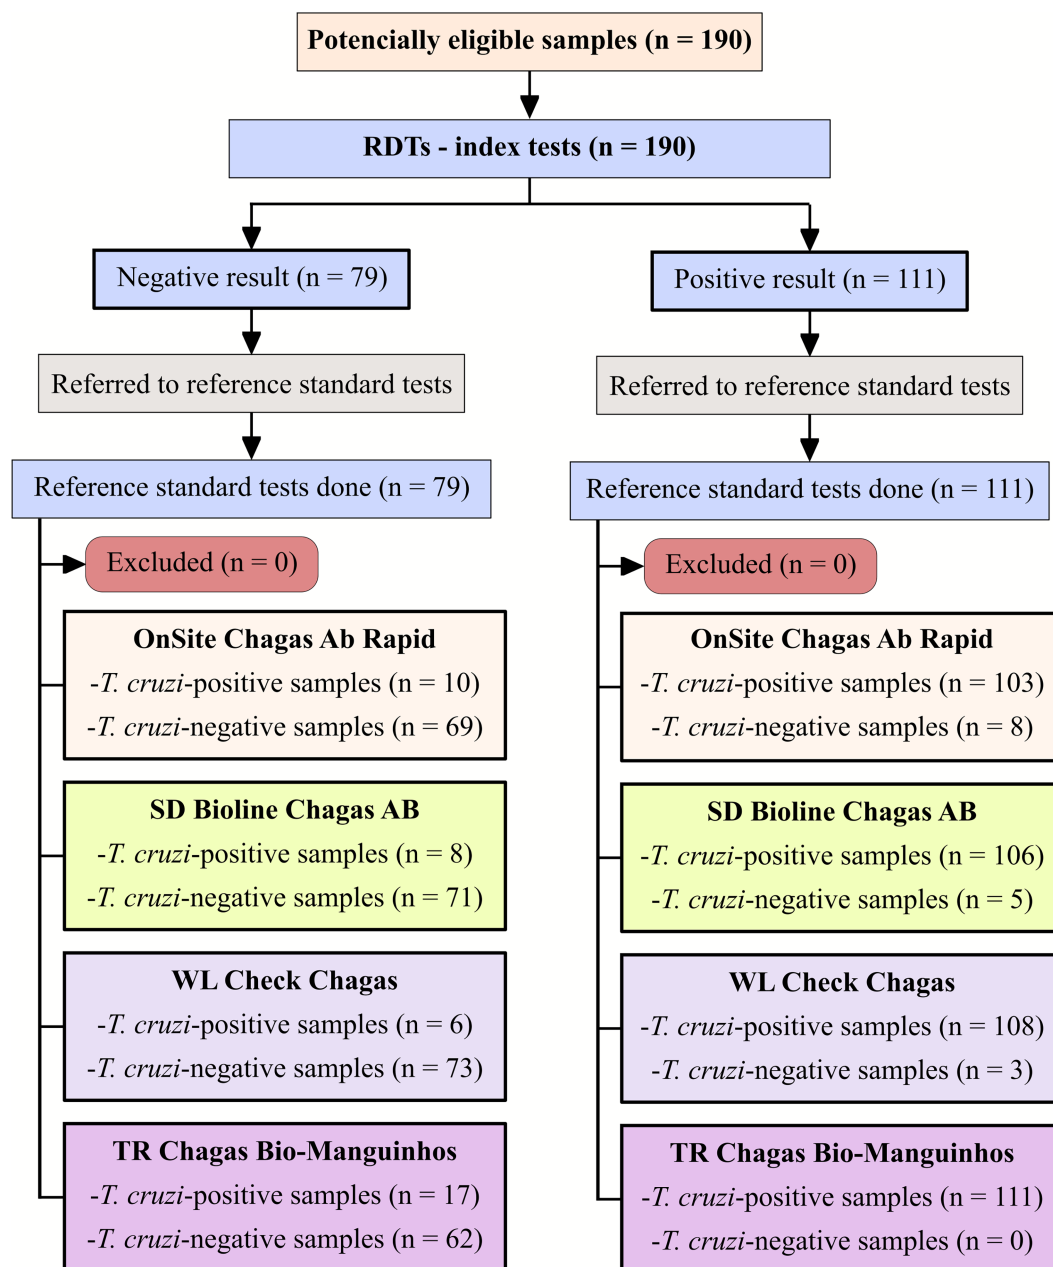 Potencially eligible samples (n = 190)
RDTs - index tests (n = 190)
Negative result (n = 79)
Positive result (n = 111)
Referred to reference standard tests
Referred to reference standard tests
Reference standard tests done (n = 79)
Reference standard tests done (n = 111)
Excluded (n = 0)
Excluded (n = 0)
OnSite Chagas Ab Rapid
-T. cruzi-positive samples (n = 10)
-T. cruzi-negative samples (n = 69)
OnSite Chagas Ab Rapid
-T. cruzi-positive samples (n = 103)
-T. cruzi-negative samples (n = 8)
SD Bioline Chagas AB
-T. cruzi-positive samples (n = 8)
-T. cruzi-negative samples (n = 71)
SD Bioline Chagas AB
-T. cruzi-positive samples (n = 106)
-T. cruzi-negative samples (n = 5)
WL Check Chagas
-T. cruzi-positive samples (n = 6)
-T. cruzi-negative samples (n = 73)
WL Check Chagas
-T. cruzi-positive samples (n = 108)
-T. cruzi-negative samples (n = 3)
TR Chagas Bio-Manguinhos
-T. cruzi-positive samples (n = 17)
-T. cruzi-negative samples (n = 62)
TR Chagas Bio-Manguinhos
-T. cruzi-positive samples (n = 111)
-T. cruzi-negative samples (n = 0)